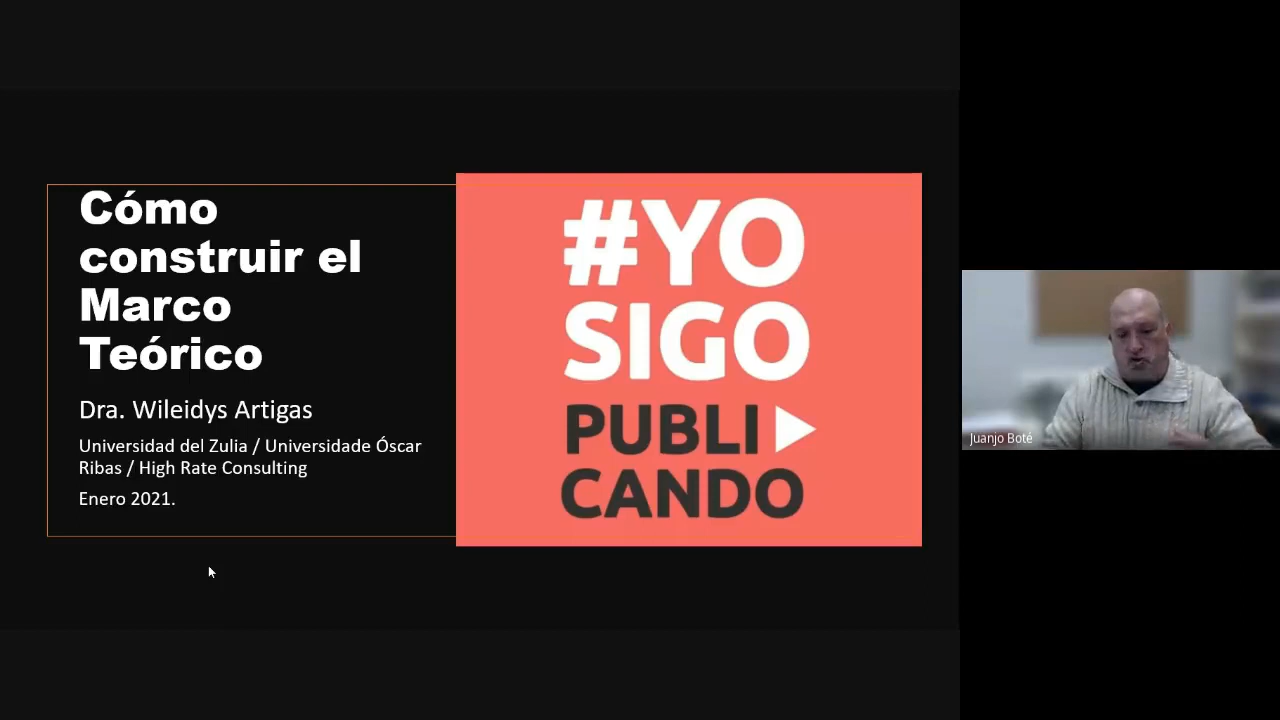 Cómo
construir el
Marco
Teórico
Dra. Wileidys Artigas
Universidad del Zulia / Universidade Óscar
Ribas / High Rate Consulting
Enero 2021.
#YO
SIGO
PUBLI
CANDO
Juanjo Boté